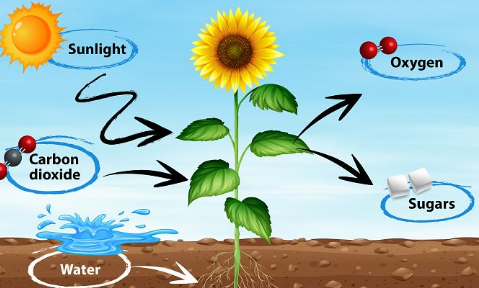 Sunlight
Oxygen
Carbon
dioxide
Sugars
Water